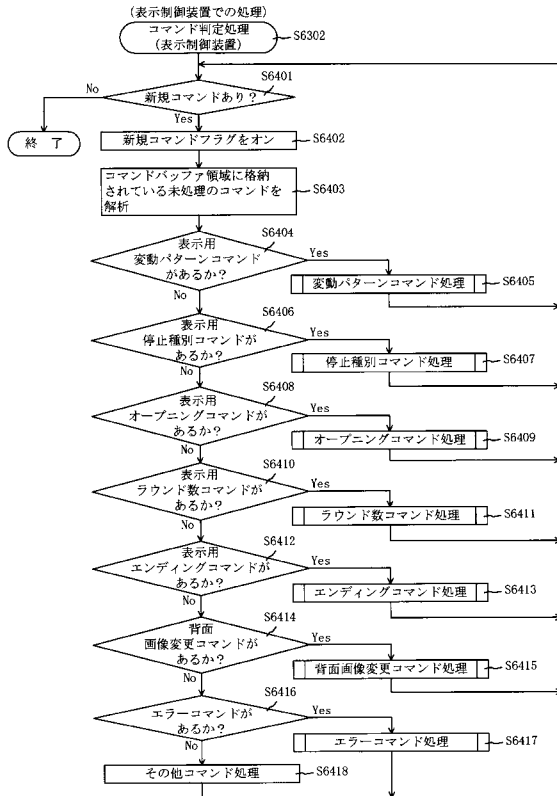 (表示制御装置での処理)
コマンド判定処理
(表示制御装置)
S6302
S6401
No
新規コマンドあり?
Yes
終 了
新規コマンドフラグをオン
S6402
コマンドバッファ領域に格納
されている未処理のコマンドを
解析
S6403
S6404
表示用
変動パターンコマンド
があるか?
Yes
変動パターンコマンド処理
S6405
No
S6406
表示用
停止種別コマンドが
あるか?
Yes
停止種別コマンド処理
S6407
No
S6408
表示用
オープニングコマンドが
あるか?
Yes
オープニングコマンド処理
S6409
No
S6410
表示用
ラウンド数コマンドが
あるか?
Yes
ラウンド数コマンド処理
S6411
No
S6412
表示用
エンディングコマンドが
あるか?
Yes
エンディングコマンド処理
S6413
No
S6414
背面
画像変更コマンドが
あるか?
Yes
背面画像変更コマンド処理
S6415
No
S6416
エラーコマンドが
あるか?
Yes
エラーコマンド処理
S6417
No
その他コマンド処理
S6418